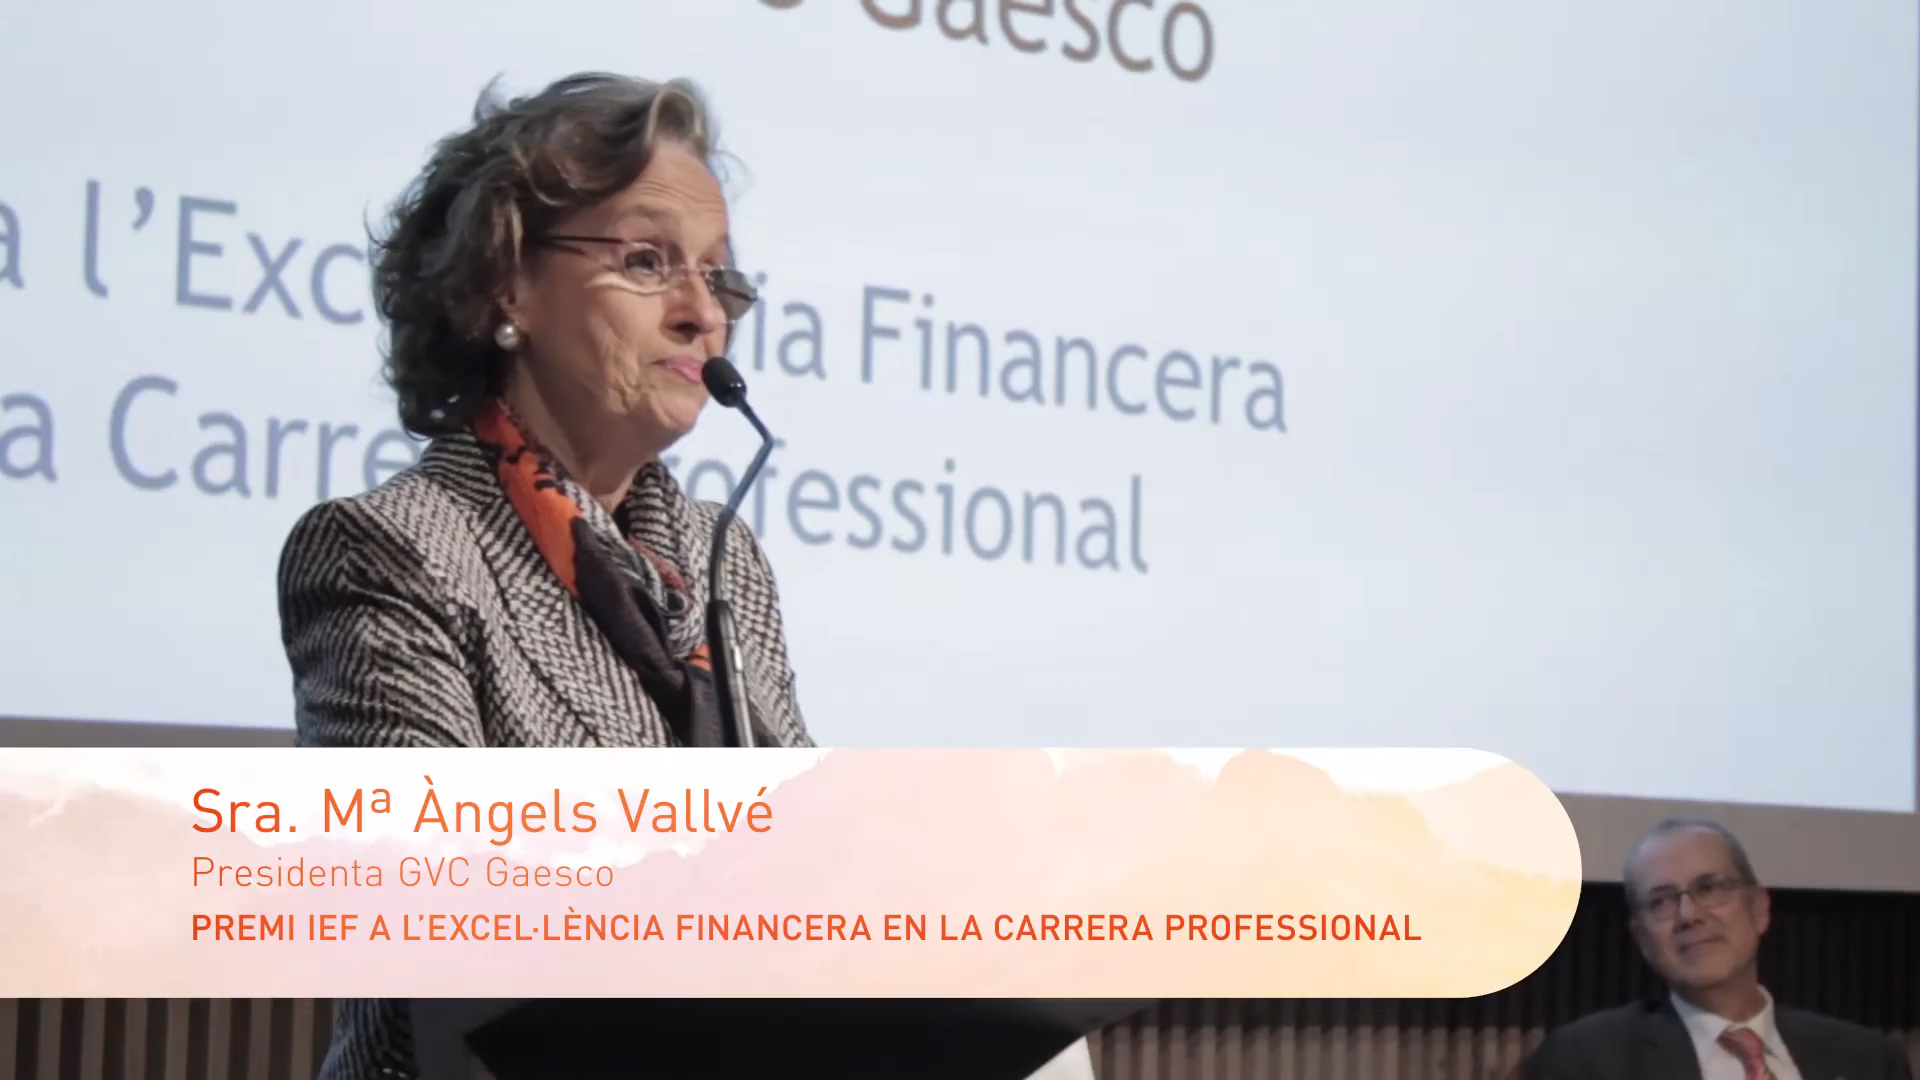 Gaesco
a l'Exc ia Financera
a Carre rofessional
Sra. Mª Àngels Vallvé
Presidenta GVC Gaesco
PREMI IEF A L'EXCEL·LÈNCIA FINANCERA EN LA CARRERA PROFESSIONAL